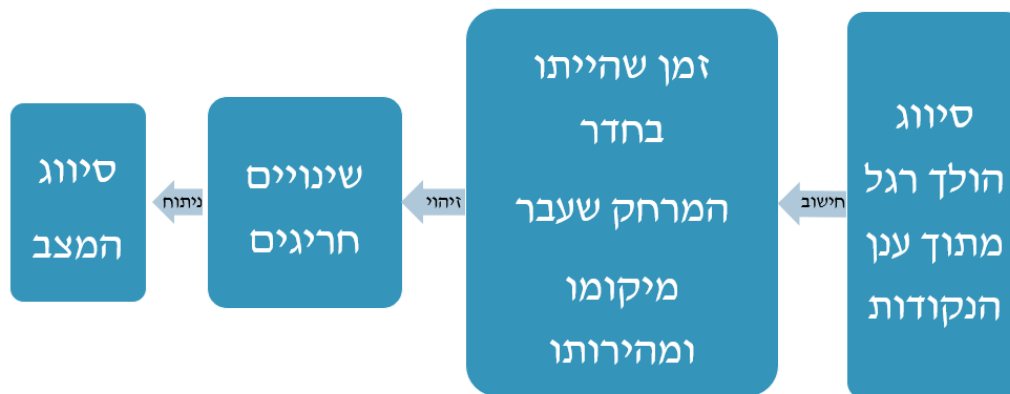 סיווג
הולך רגל
מתוך ענן
הנקודות
חישוב
זמן שהייתו
בחדר
המרחק שעבר
מיקומו
ומהירותו
זיהוי
שינויים
חריגים
ניתוח
סיווג
המצב